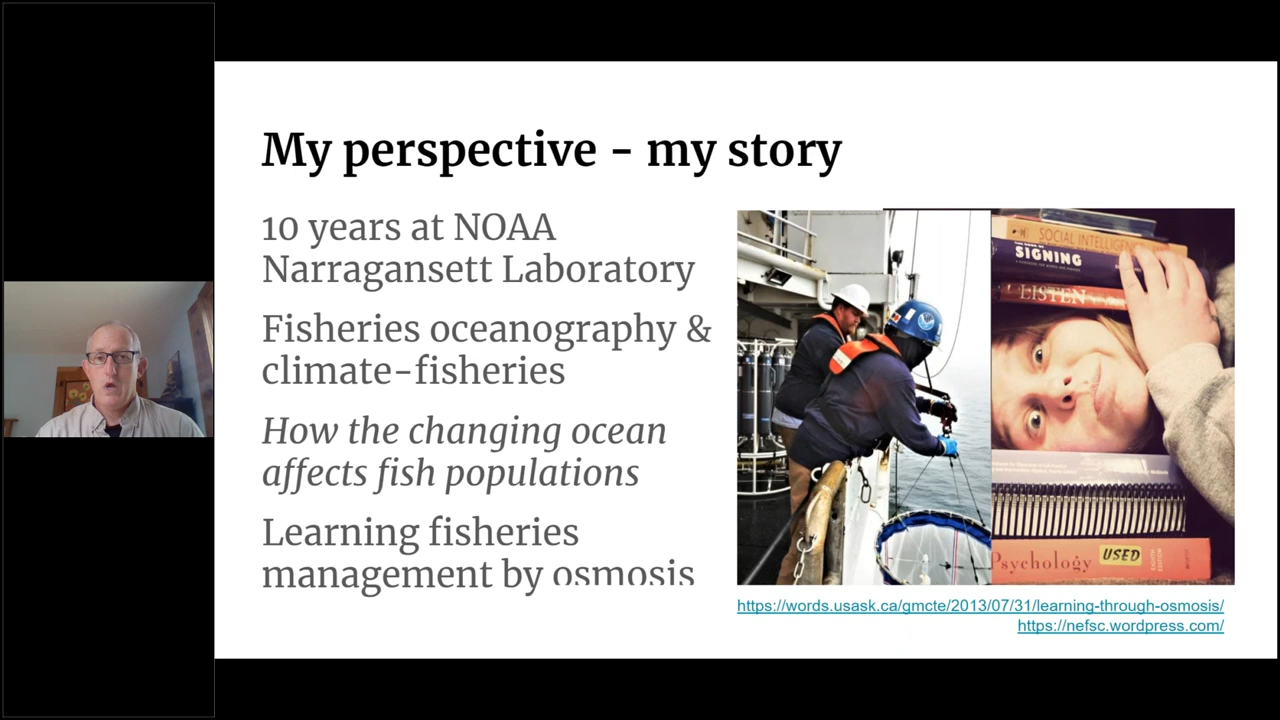 My perspective - my story
10 years at NOAA
Narragansett Laboratory
Fisheries oceanography &
climate-fisheries
How the changing ocean
affects fish populations
Learning fisheries
management by osmosis
SOCIAL INTELLIGENC
SIGNING
LISTEN
Psychology
USED
https://words.usask.ca/gmcte/2013/07/31/learning-through-osmosis/
https://nefsc.wordpress.com/